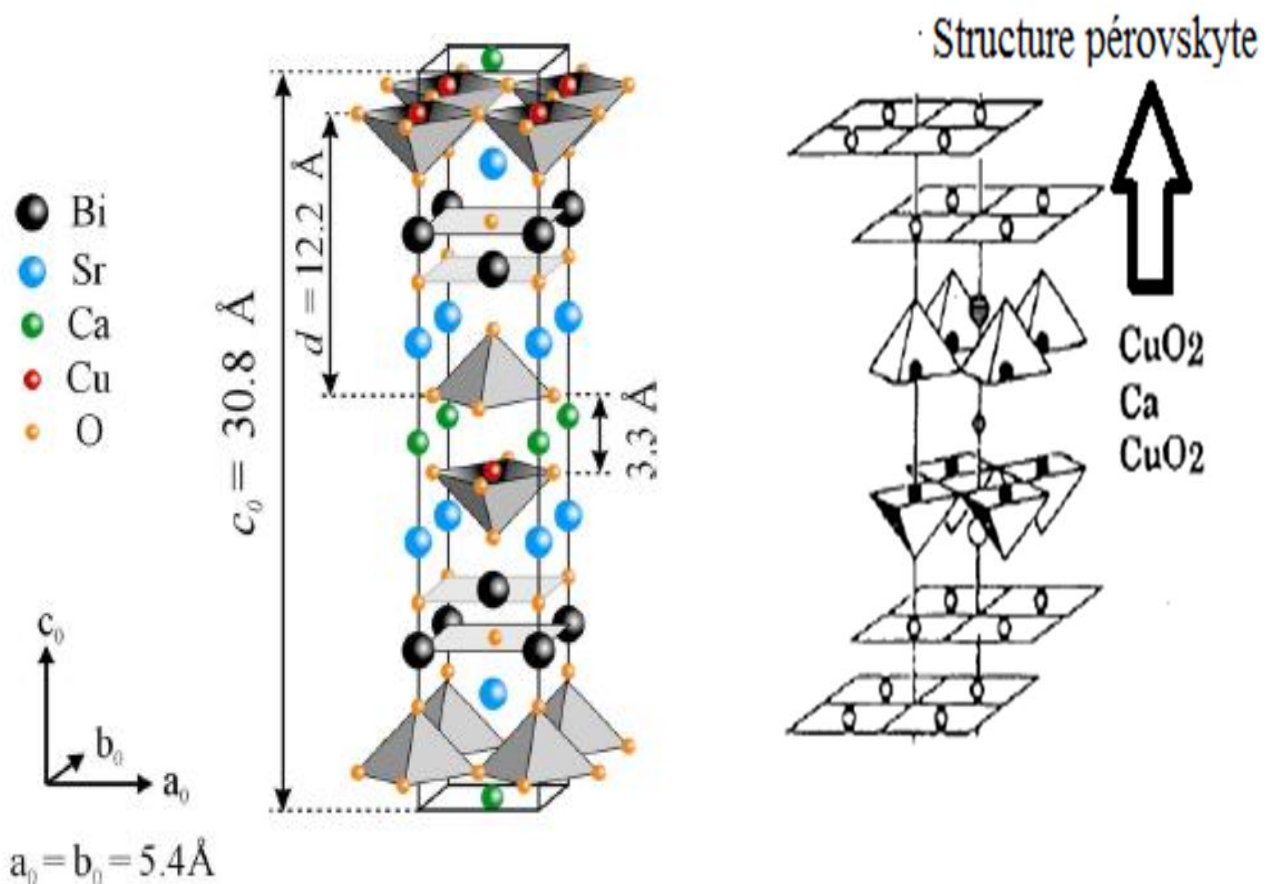 Structure pérovskyte
Bi
Sr
Ca
Cu
O
c₀ = 30.8 Å
d = 12.2 Å
3.3 Å
CuO2
Ca
CuO2
c₀
b₀
a₀
a₀ = b₀ = 5.4Å